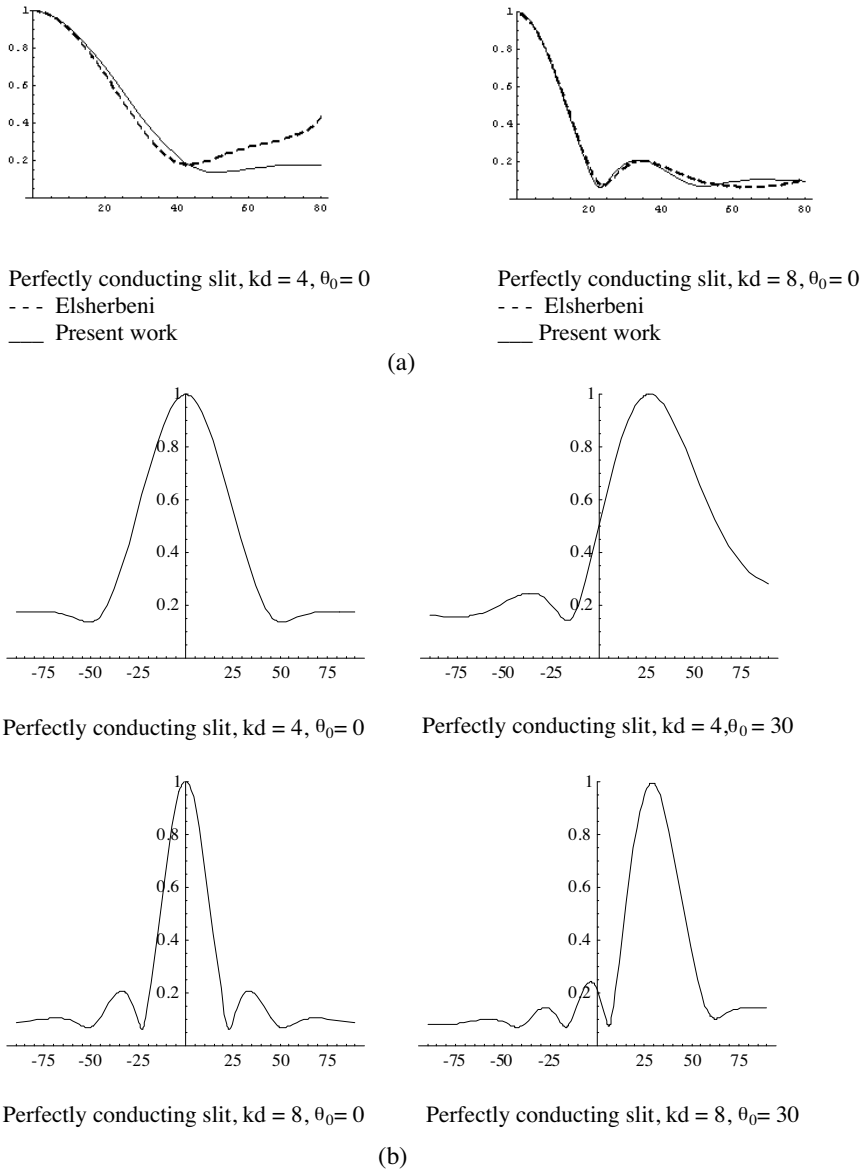 1
0.8
0.6
0.4
0.2
20 40 60 80
1
0.8
0.6
0.4
0.2
20 40 60 80
Perfectly conducting slit, kd = 4, θ₀= 0
- - - Elsherbeni
___ Present work
Perfectly conducting slit, kd = 8, θ₀= 0
- - - Elsherbeni
___ Present work
(a)
1
0.8
0.6
0.4
0.2
-75 -50 -25 25 50 75
Perfectly conducting slit, kd = 4, θ₀= 0
1
0.8
0.6
0.4
0.2
-75 -50 -25 25 50 75
Perfectly conducting slit, kd = 4,θ₀ = 30
1
0.8
0.6
0.4
0.2
-75 -50 -25 25 50 75
Perfectly conducting slit, kd = 8, θ₀= 0
1
0.8
0.6
0.4
0.2
-75 -50 -25 25 50 75
Perfectly conducting slit, kd = 8, θ₀= 30
(b)